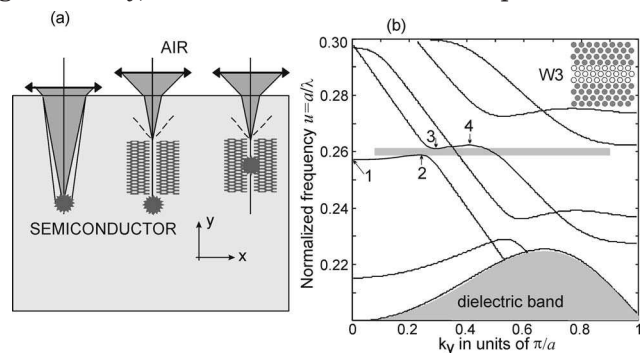 (a)
AIR
SEMICONDUCTOR
y
x
(b)
Normalized frequency u=a/λ
0.30
0.28
0.26
0.24
0.22
W3
1
2
3
4
dielectric band
0 0.2 0.4 0.6 0.8 1
ky in units of π/a